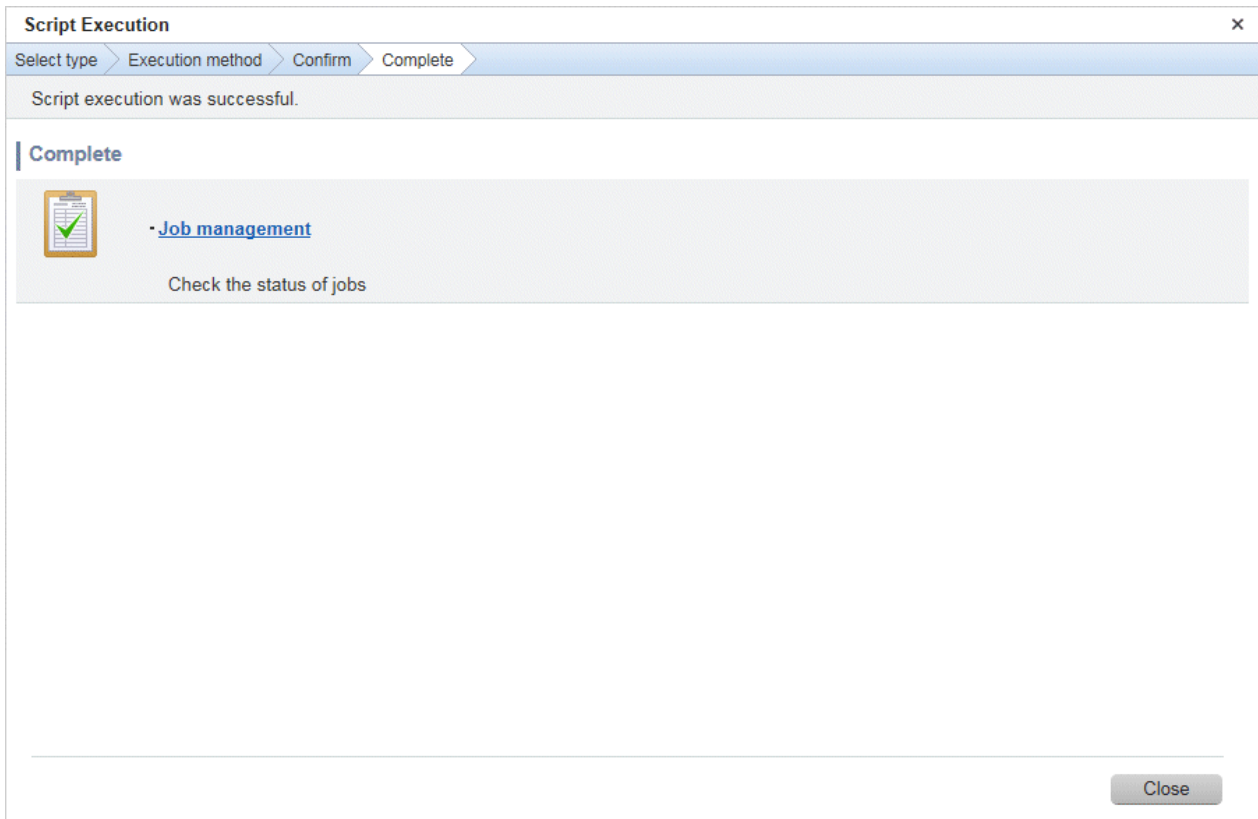 Script Execution
×
Select type Execution method Confirm Complete
Script execution was successful.
Complete
- Job management
Check the status of jobs
Close